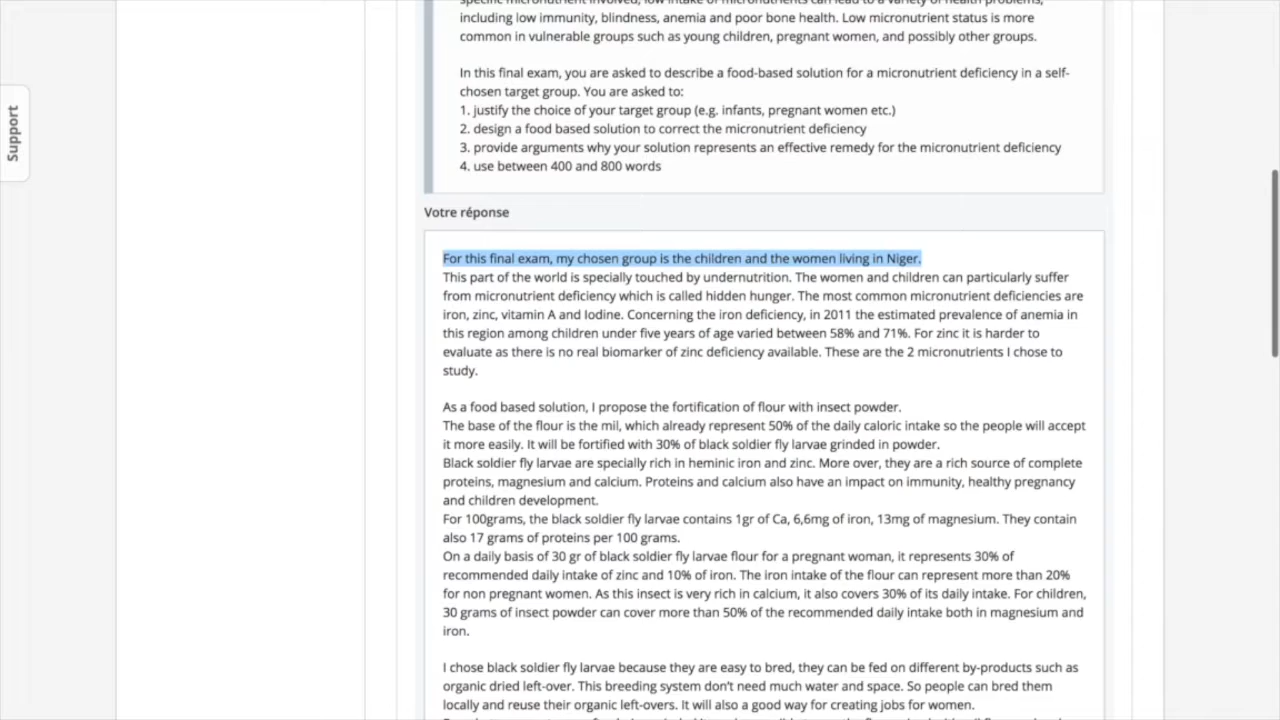 specific micronutrient involved, low intake of micronutrients can lead to a variety of health problems,
including low immunity, blindness, anemia and poor bone health. Low micronutrient status is more
common in vulnerable groups such as young children, pregnant women, and possibly other groups.
In this final exam, you are asked to describe a food-based solution for a micronutrient deficiency in a self-
chosen target group. You are asked to:
1. justify the choice of your target group (e.g. infants, pregnant women etc.)
2. design a food based solution to correct the micronutrient deficiency
3. provide arguments why your solution represents an effective remedy for the micronutrient deficiency
4. use between 400 and 800 words
Support
Votre réponse
For this final exam, my chosen group is the children and the women living in Niger.
This part of the world is specially touched by undernutrition. The women and children can particularly suffer
from micronutrient deficiency which is called hidden hunger. The most common micronutrient deficiencies are
iron, zinc, vitamin A and Iodine. Concerning the iron deficiency, in 2011 the estimated prevalence of anemia in
this region among children under five years of age varied between 58% and 71%. For zinc it is harder to
evaluate as there is no real biomarker of zinc deficiency available. These are the 2 micronutrients I chose to
study.
As a food based solution, I propose the fortification of flour with insect powder.
The base of the flour is the mil, which already represent 50% of the daily caloric intake so the people will accept
it more easily. It will be fortified with 30% of black soldier fly larvae grinded in powder.
Black soldier fly larvae are specially rich in heminic iron and zinc. More over, they are a rich source of complete
proteins, magnesium and calcium. Proteins and calcium also have an impact on immunity, healthy pregnancy
and children development.
For 100grams, the black soldier fly larvae contains 1gr of Ca, 6,6mg of iron, 13mg of magnesium. They contain
also 17 grams of proteins per 100 grams.
On a daily basis of 30 gr of black soldier fly larvae flour for a pregnant woman, it represents 30% of
recommended daily intake of zinc and 10% of iron. The iron intake of the flour can represent more than 20%
for non pregnant women. As this insect is very rich in calcium, it also covers 30% of its daily intake. For children,
30 grams of insect powder can cover more than 50% of the recommended daily intake both in magnesium and
iron.
I chose black soldier fly larvae because they are easy to bred, they can be fed on different by-products such as
organic dried left-over. This breeding system don't need much water and space. So people can bred them
locally and reuse their organic left-overs. It will also a good way for creating jobs for women.